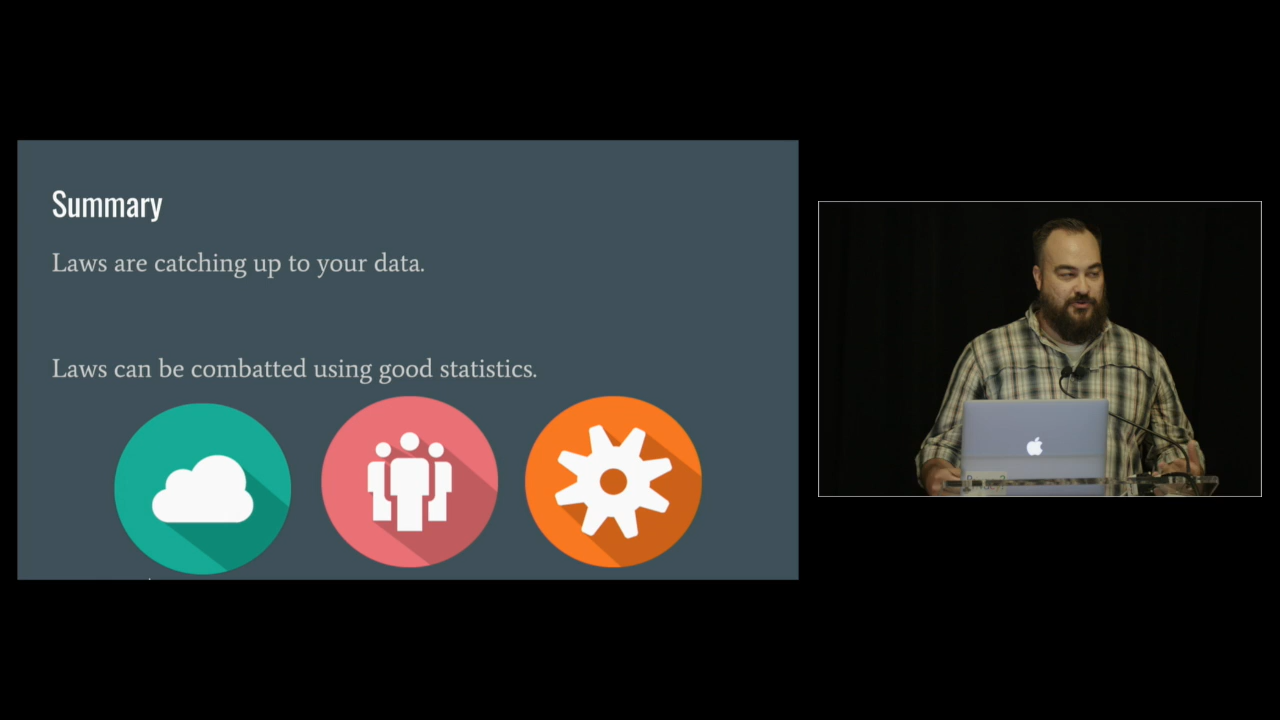 Summary
Laws are catching up to your data.
Laws can be combatted using good statistics.